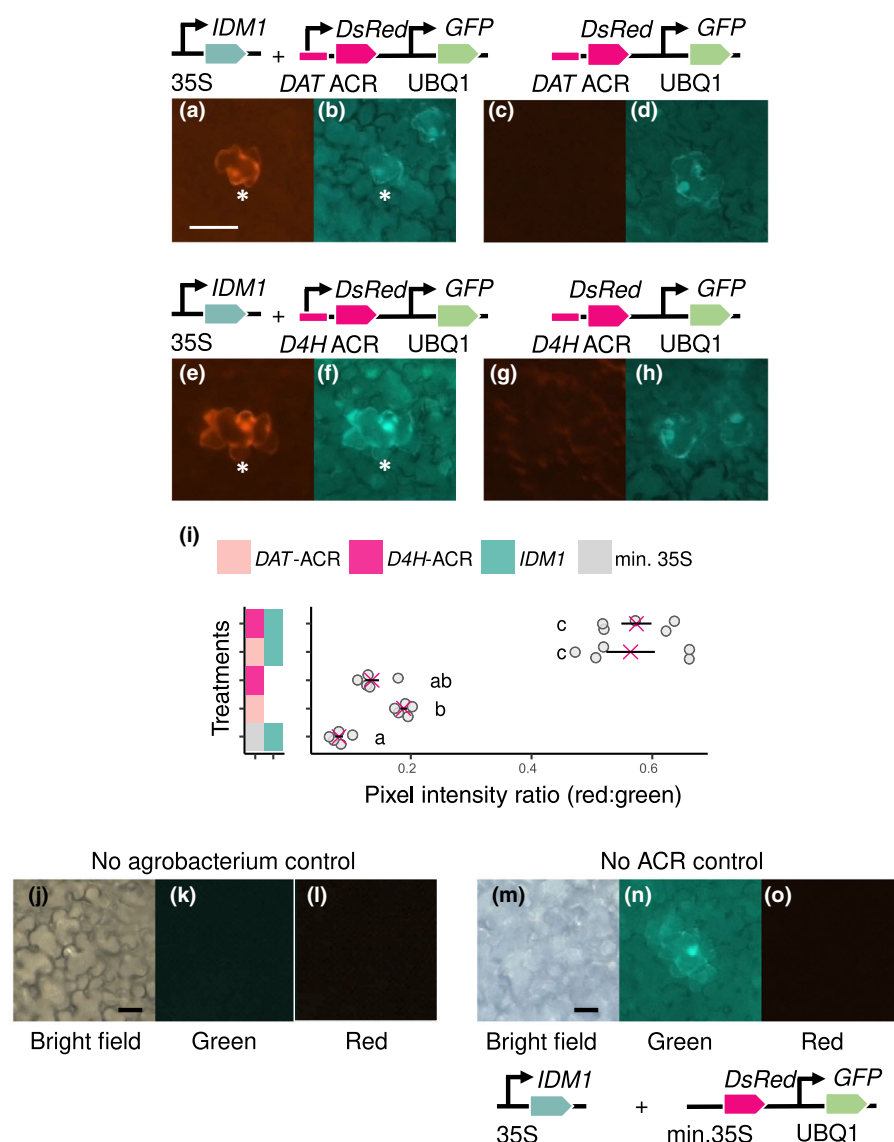 IDM1 + DsRed GFP DsRed GFP
35S DAT ACR UBQ1 DAT ACR UBQ1
(a) (b) (c) (d)
* *
IDM1 + DsRed GFP DsRed GFP
35S D4H ACR UBQ1 D4H ACR UBQ1
(e) (f) (g) (h)
* *
(i)
DAT-ACR D4H-ACR IDM1 min. 35S
Treatments
c
c
ab
b
a
0.2 0.4 0.6
Pixel intensity ratio (red:green)
No agrobacterium control No ACR control
(j) (k) (l) (m) (n) (o)
Bright field Green Red Bright field Green Red
IDM1 + DsRed GFP
35S min.35S UBQ1